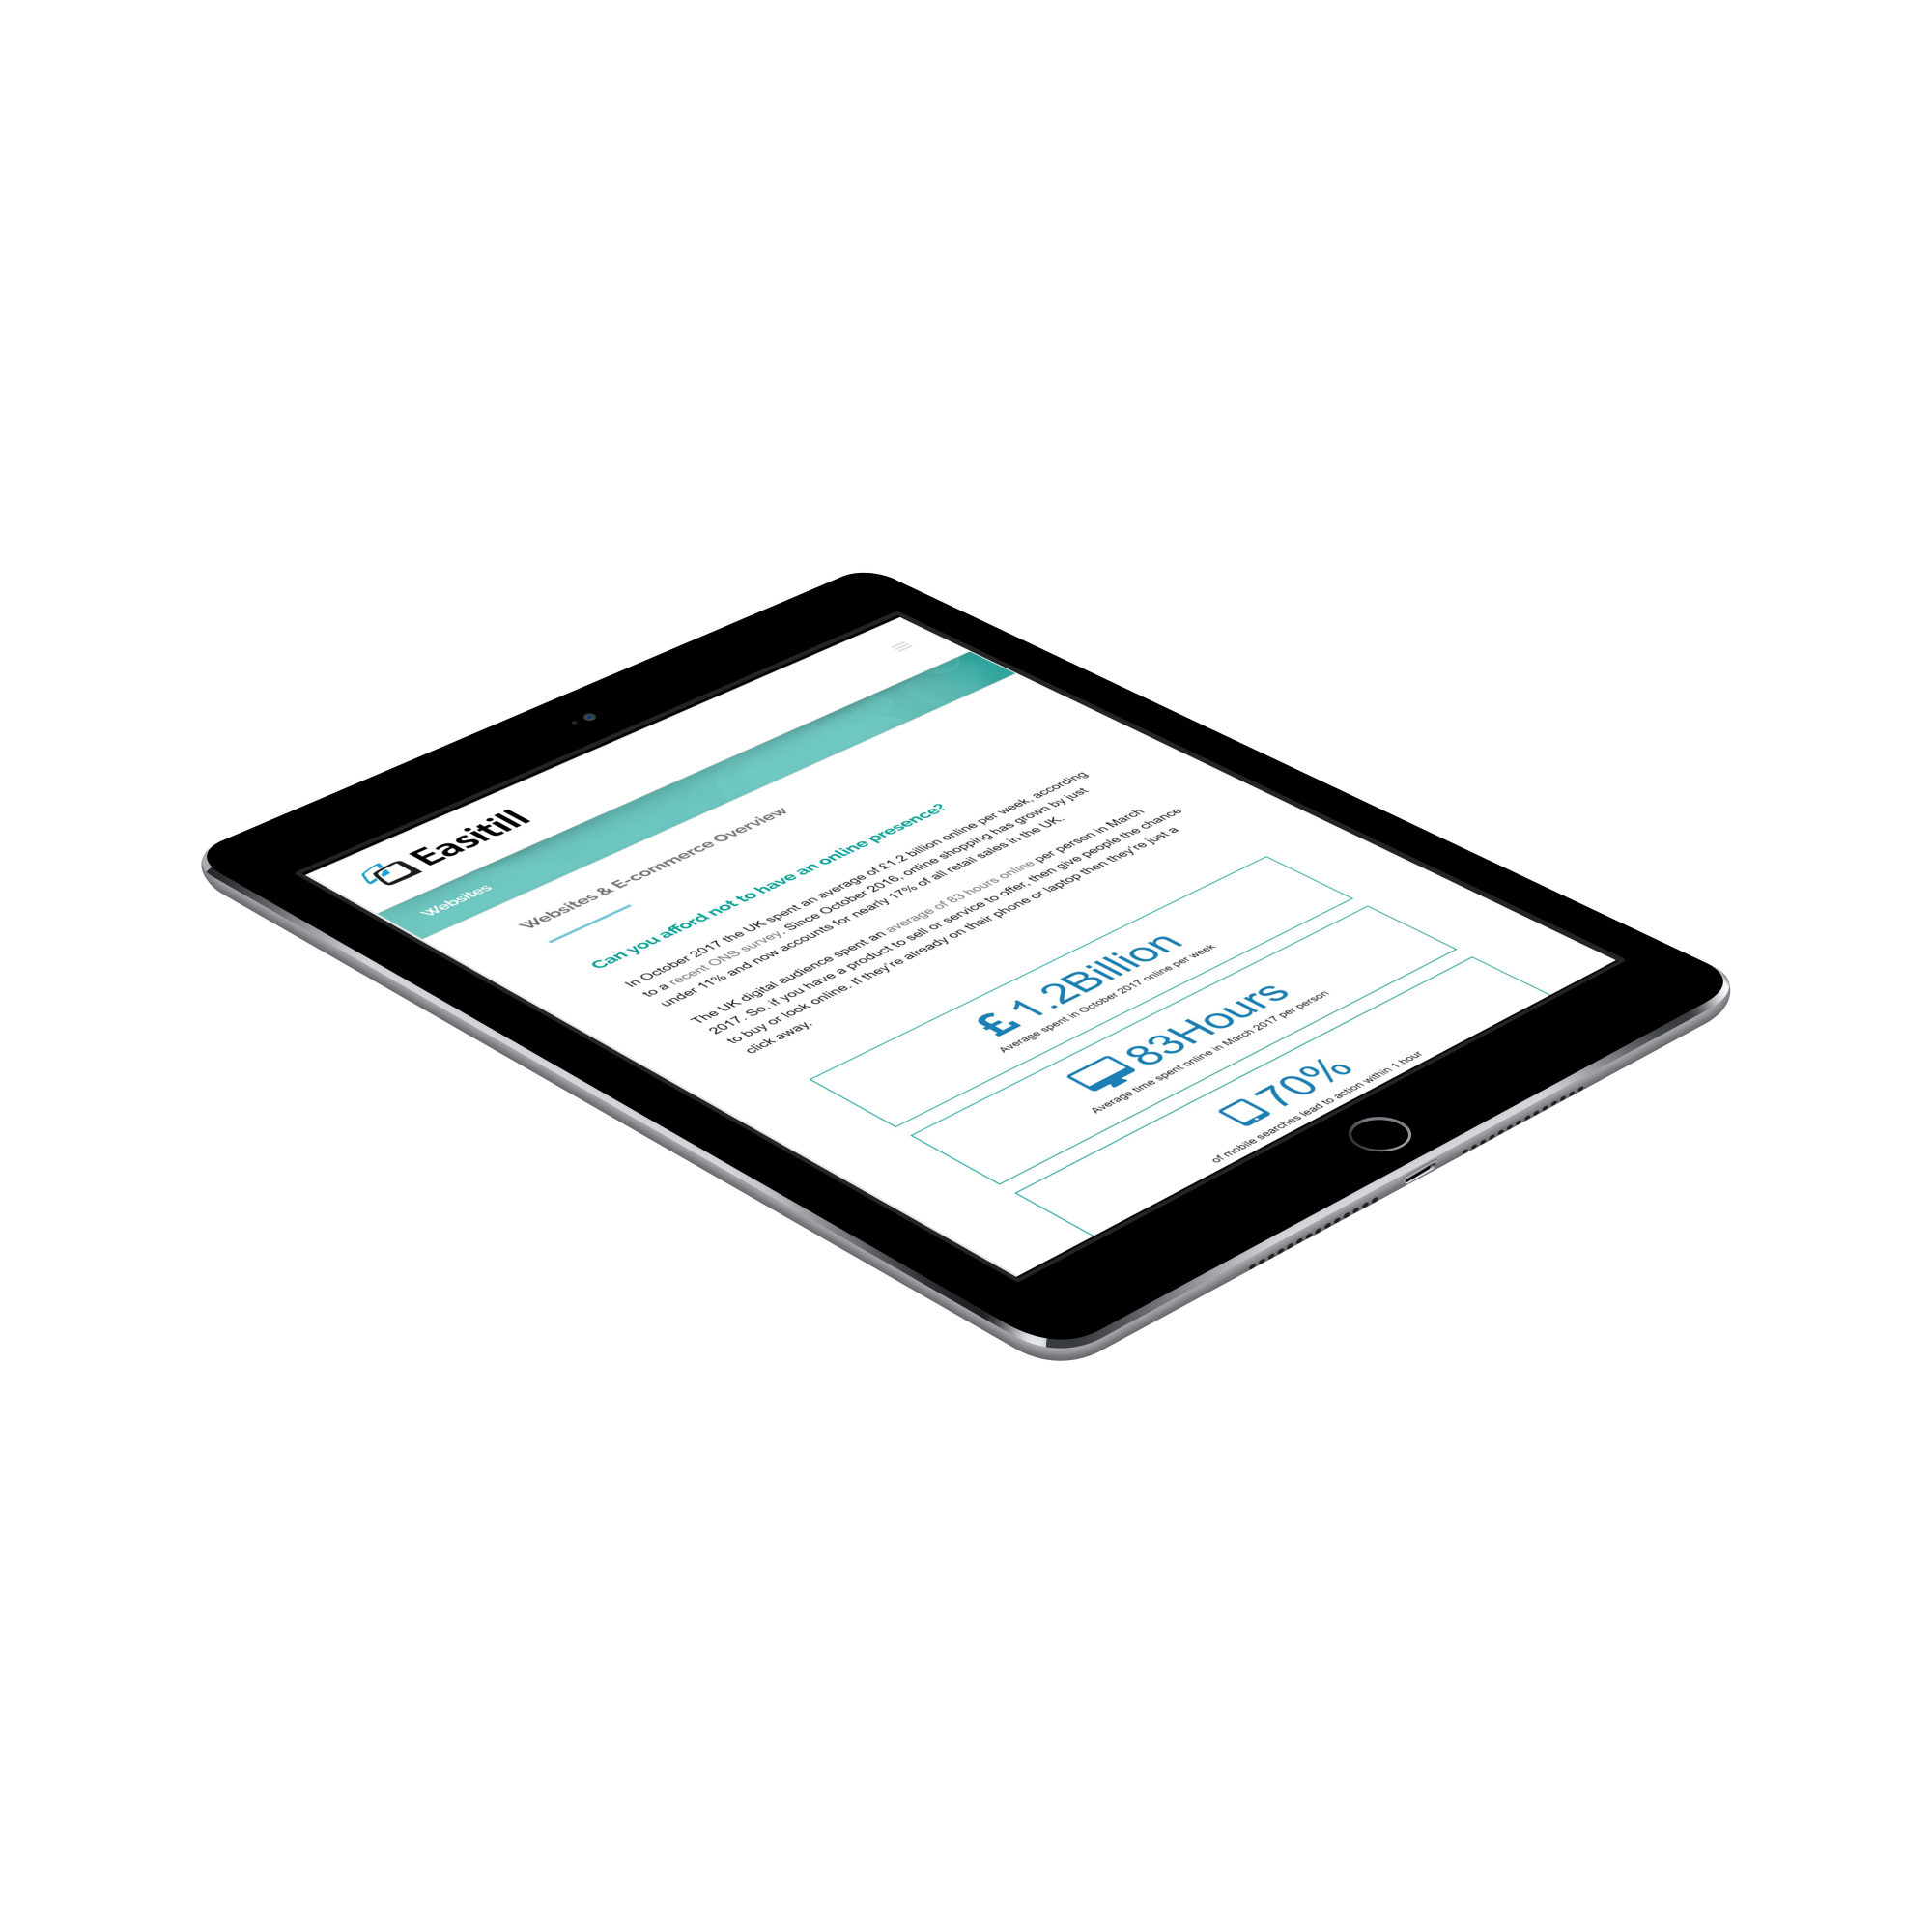 Easitill
Websites
Websites & E-commerce Overview
Can you afford not to have an online presence?
In October 2017 the UK spent an average of £1.2 billion online per week, according
to a recent ONS survey. Since October 2016, online shopping has grown by just
under 11% and now accounts for nearly 17% of all retail sales in the UK.
The UK digital audience spent an average of 83 hours online per person in March
2017. So, if you have a product to sell or service to offer, then give people the chance
to buy or look online. If they're already on their phone or laptop then they're just a
click away.
£1.2Billion
Average spent in October 2017 online per week
83Hours
Average time spent online in March 2017 per person
70%
of mobile searches lead to action within 1 hour